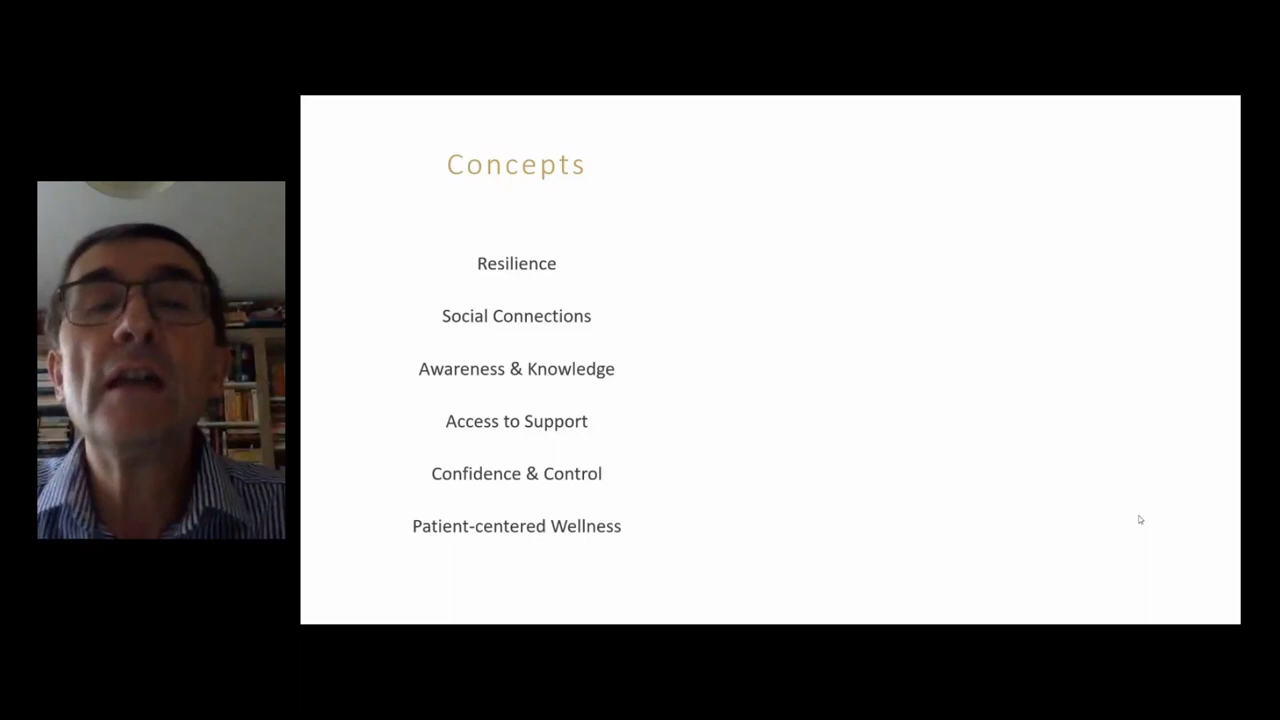 Concepts
Resilience
Social Connections
Awareness & Knowledge
Access to Support
Confidence & Control
Patient-centered Wellness